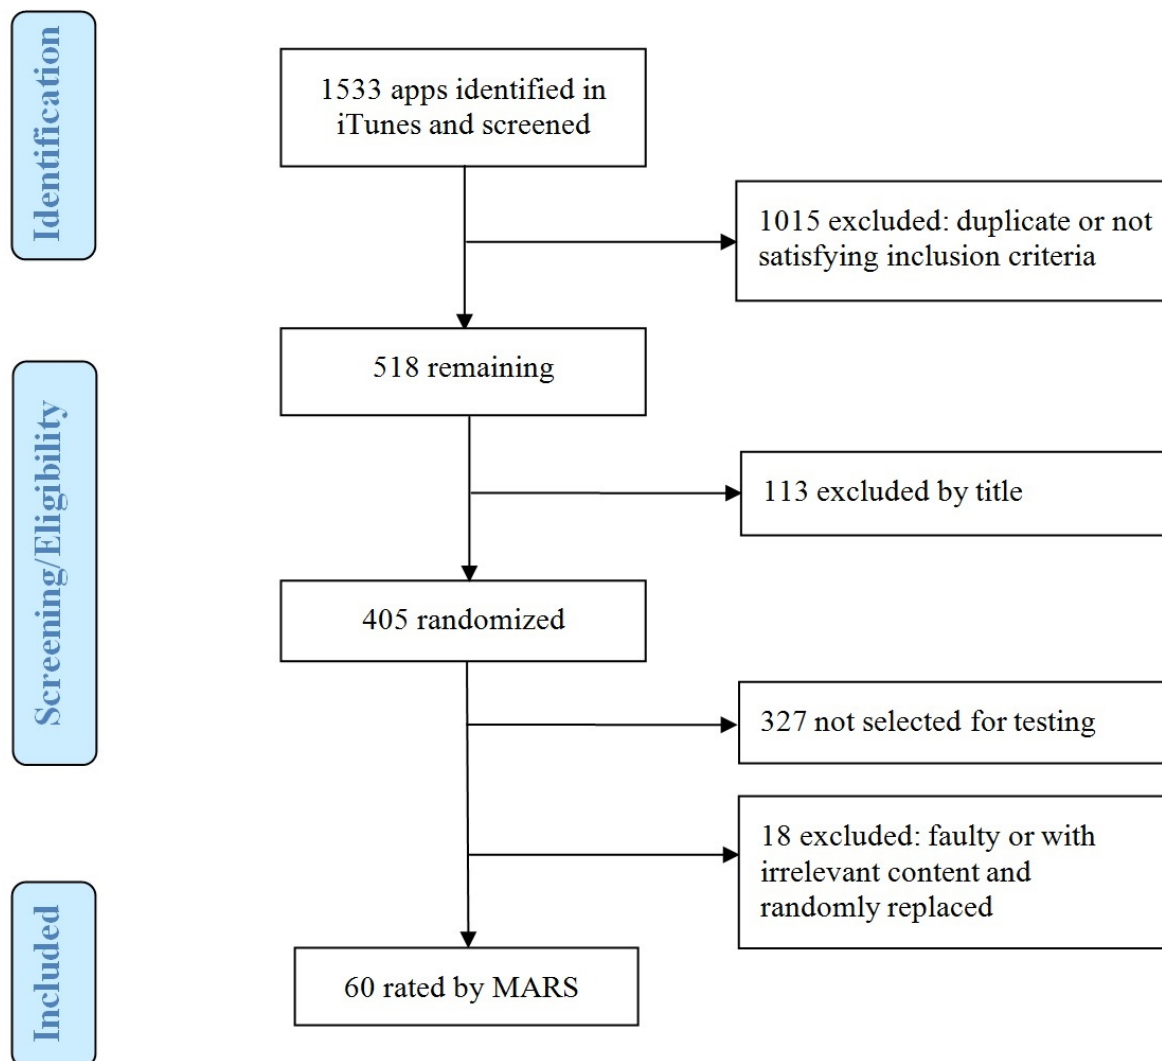 Identification
1533 apps identified in
iTunes and screened
1015 excluded: duplicate or not
satisfying inclusion criteria
Screening/Eligibility
518 remaining
113 excluded by title
405 randomized
327 not selected for testing
18 excluded: faulty or with
irrelevant content and
randomly replaced
Included
60 rated by MARS